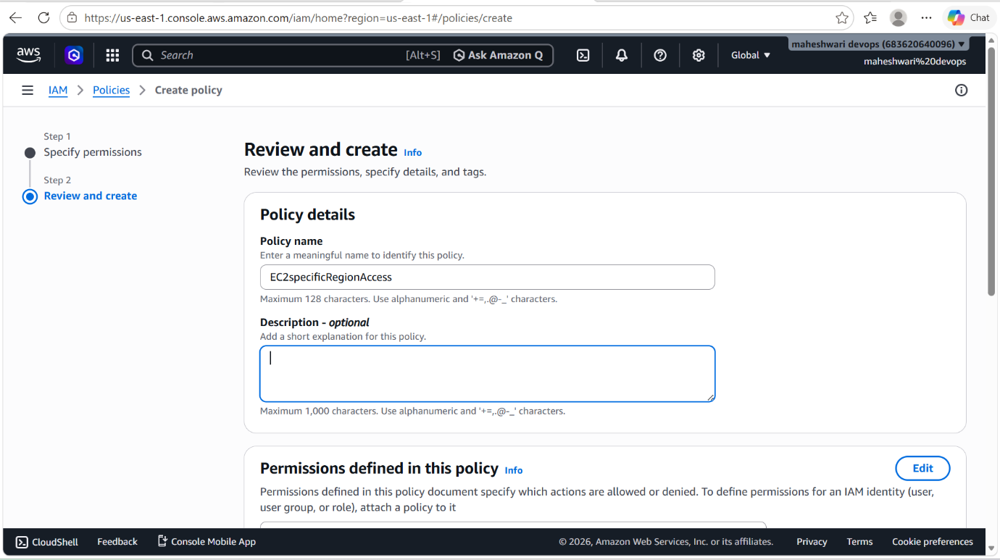 https://us-east-1.console.aws.amazon.com/iam/home?region=us-east-1#/policies/create
Chat
aws
Search
[Alt+S]
Ask Amazon Q
Global
maheshwari devops (683620640096)
maheshwari%20devops
IAM > Policies > Create policy
Step 1
Specify permissions
Step 2
Review and create
Review and create Info
Review the permissions, specify details, and tags.
Policy details
Policy name
Enter a meaningful name to identify this policy.
EC2specificRegionAccess
Maximum 128 characters. Use alphanumeric and '+=,.@-_' characters.
Description - optional
Add a short explanation for this policy.
Maximum 1,000 characters. Use alphanumeric and '+=,.@-_' characters.
Permissions defined in this policy Info
Edit
Permissions defined in this policy document specify which actions are allowed or denied. To define permissions for an IAM identity (user,
user group, or role), attach a policy to it
CloudShell
Feedback
Console Mobile App
© 2026, Amazon Web Services, Inc. or its affiliates.
Privacy
Terms
Cookie preferences